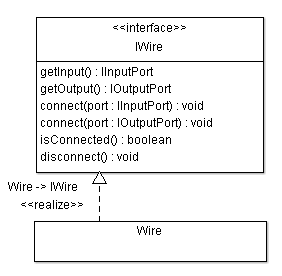 <<interface>>
IWire
getInput() : IInputPort
getOutput() : IOutputPort
connect(port : IInputPort) : void
connect(port : IOutputPort) : void
isConnected() : boolean
disconnect() : void
Wire -> IWire
<<realize>>
Wire